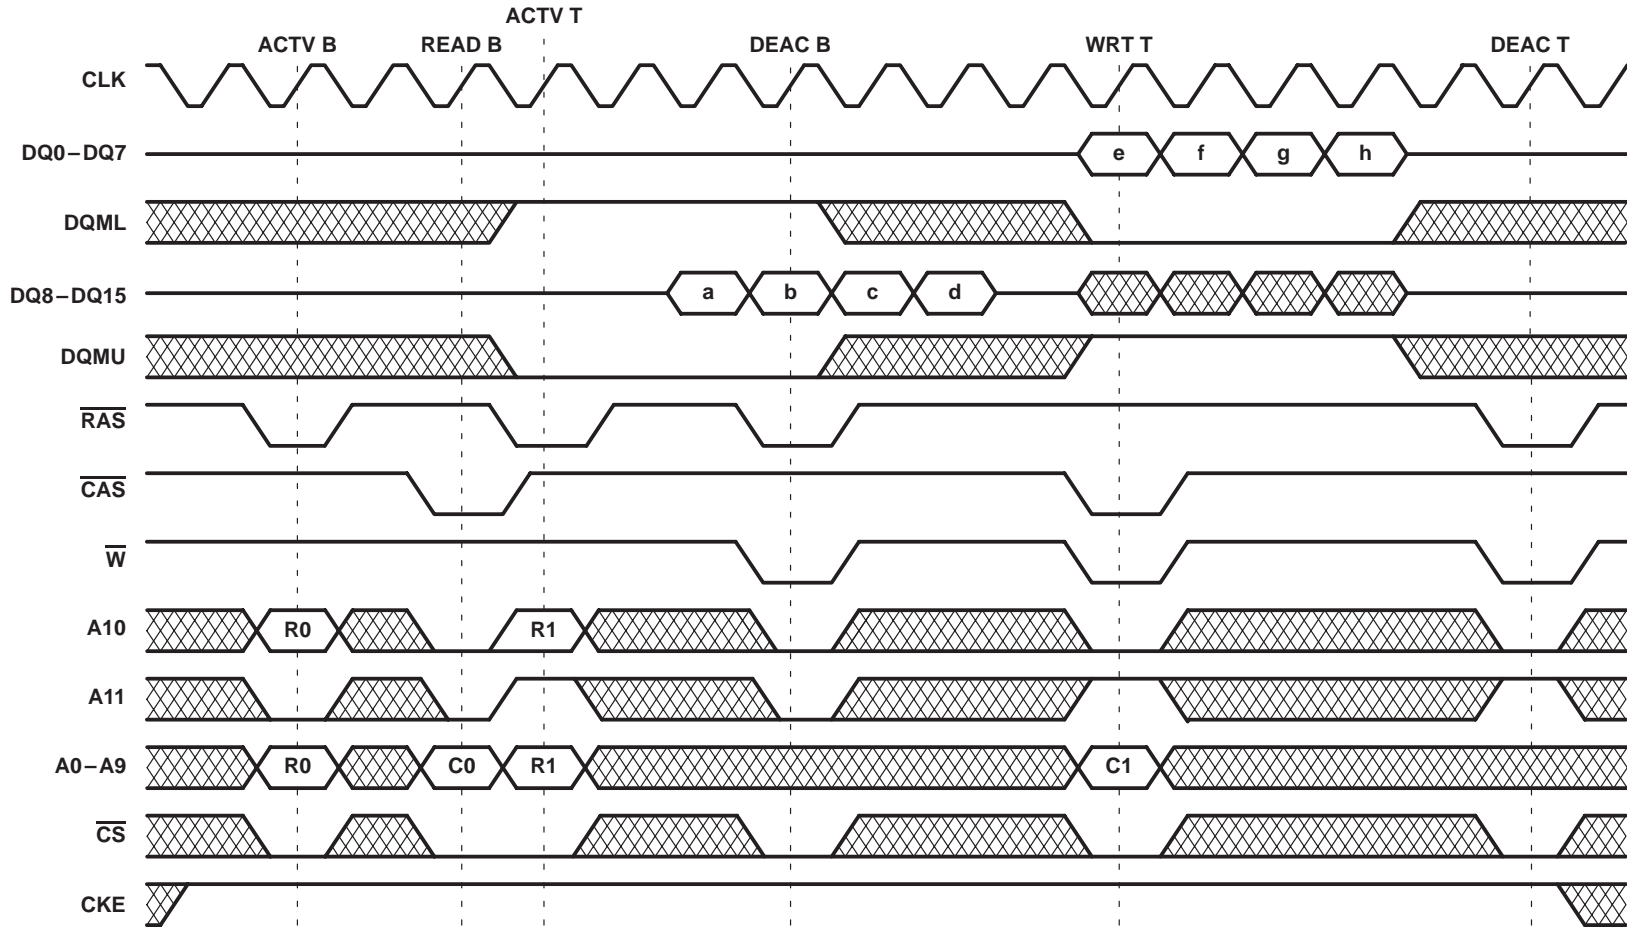 ACTV T
ACTV B READ B DEAC B WRT T DEAC T
CLK
DQ0–DQ7 e f g h
DQML
DQ8–DQ15 a b c d
DQMU
RAS
CAS
W
A10 R0 R1
A11
A0–A9 R0 C0 R1 C1
CS
CKE